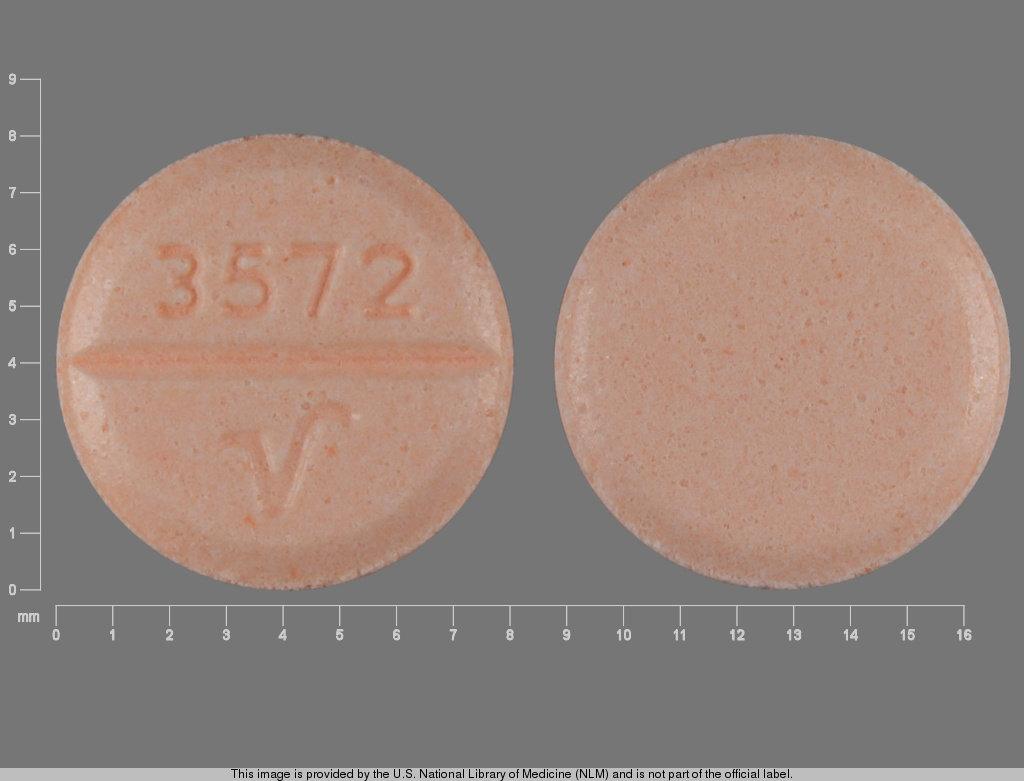 3572
V
9
8
7
6
5
4
3
2
1
0
mm
0 1 2 3 4 5 6 7 8 9 10 11 12 13 14 15 16
This image is provided by the U.S. National Library of Medicine (NLM) and is not part of the official label.